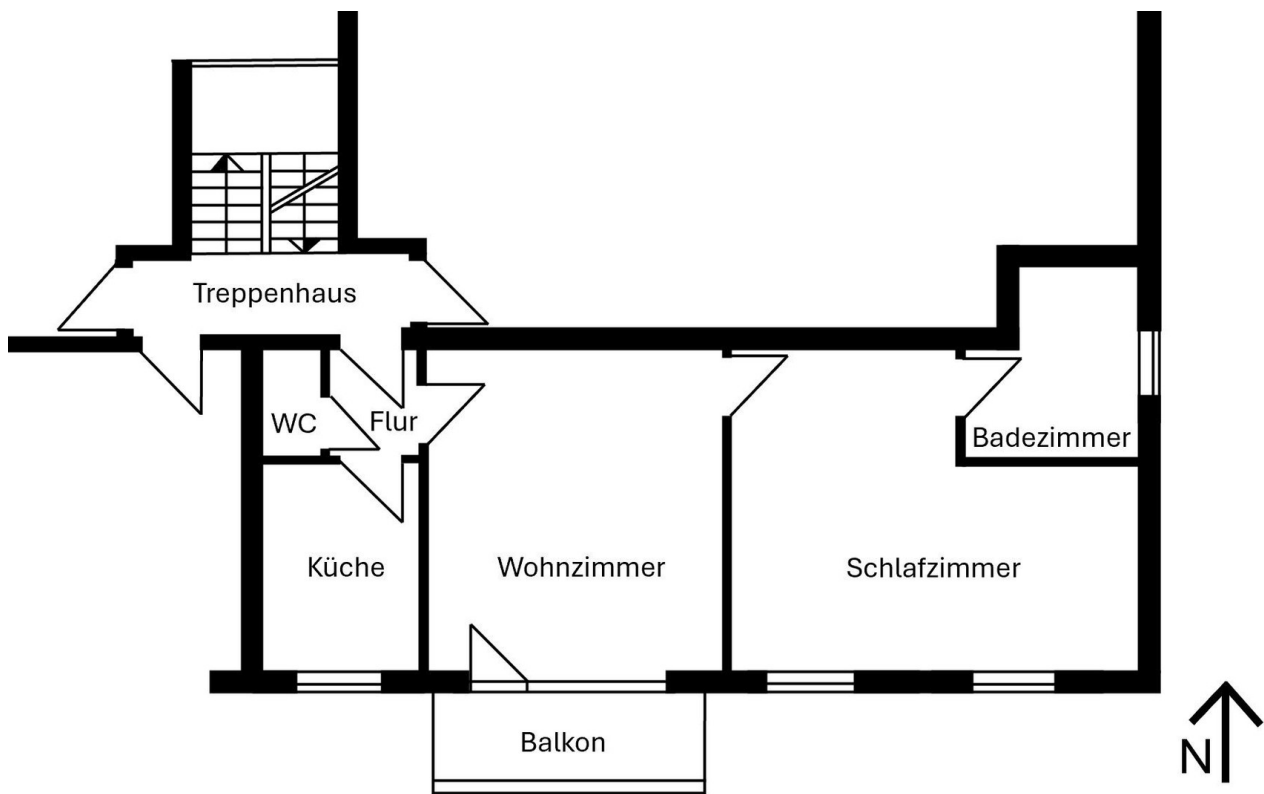 Treppenhaus
WC
Flur
Badezimmer
Küche
Wohnzimmer
Schlafzimmer
Balkon
N